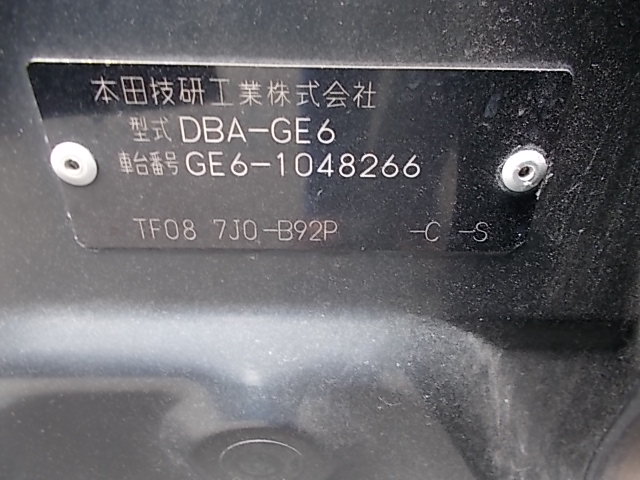 本田技研工業株式会社
型式 DBA-GE6
車台番号 GE6-1048266
TF08 7J0-B92P -C -S